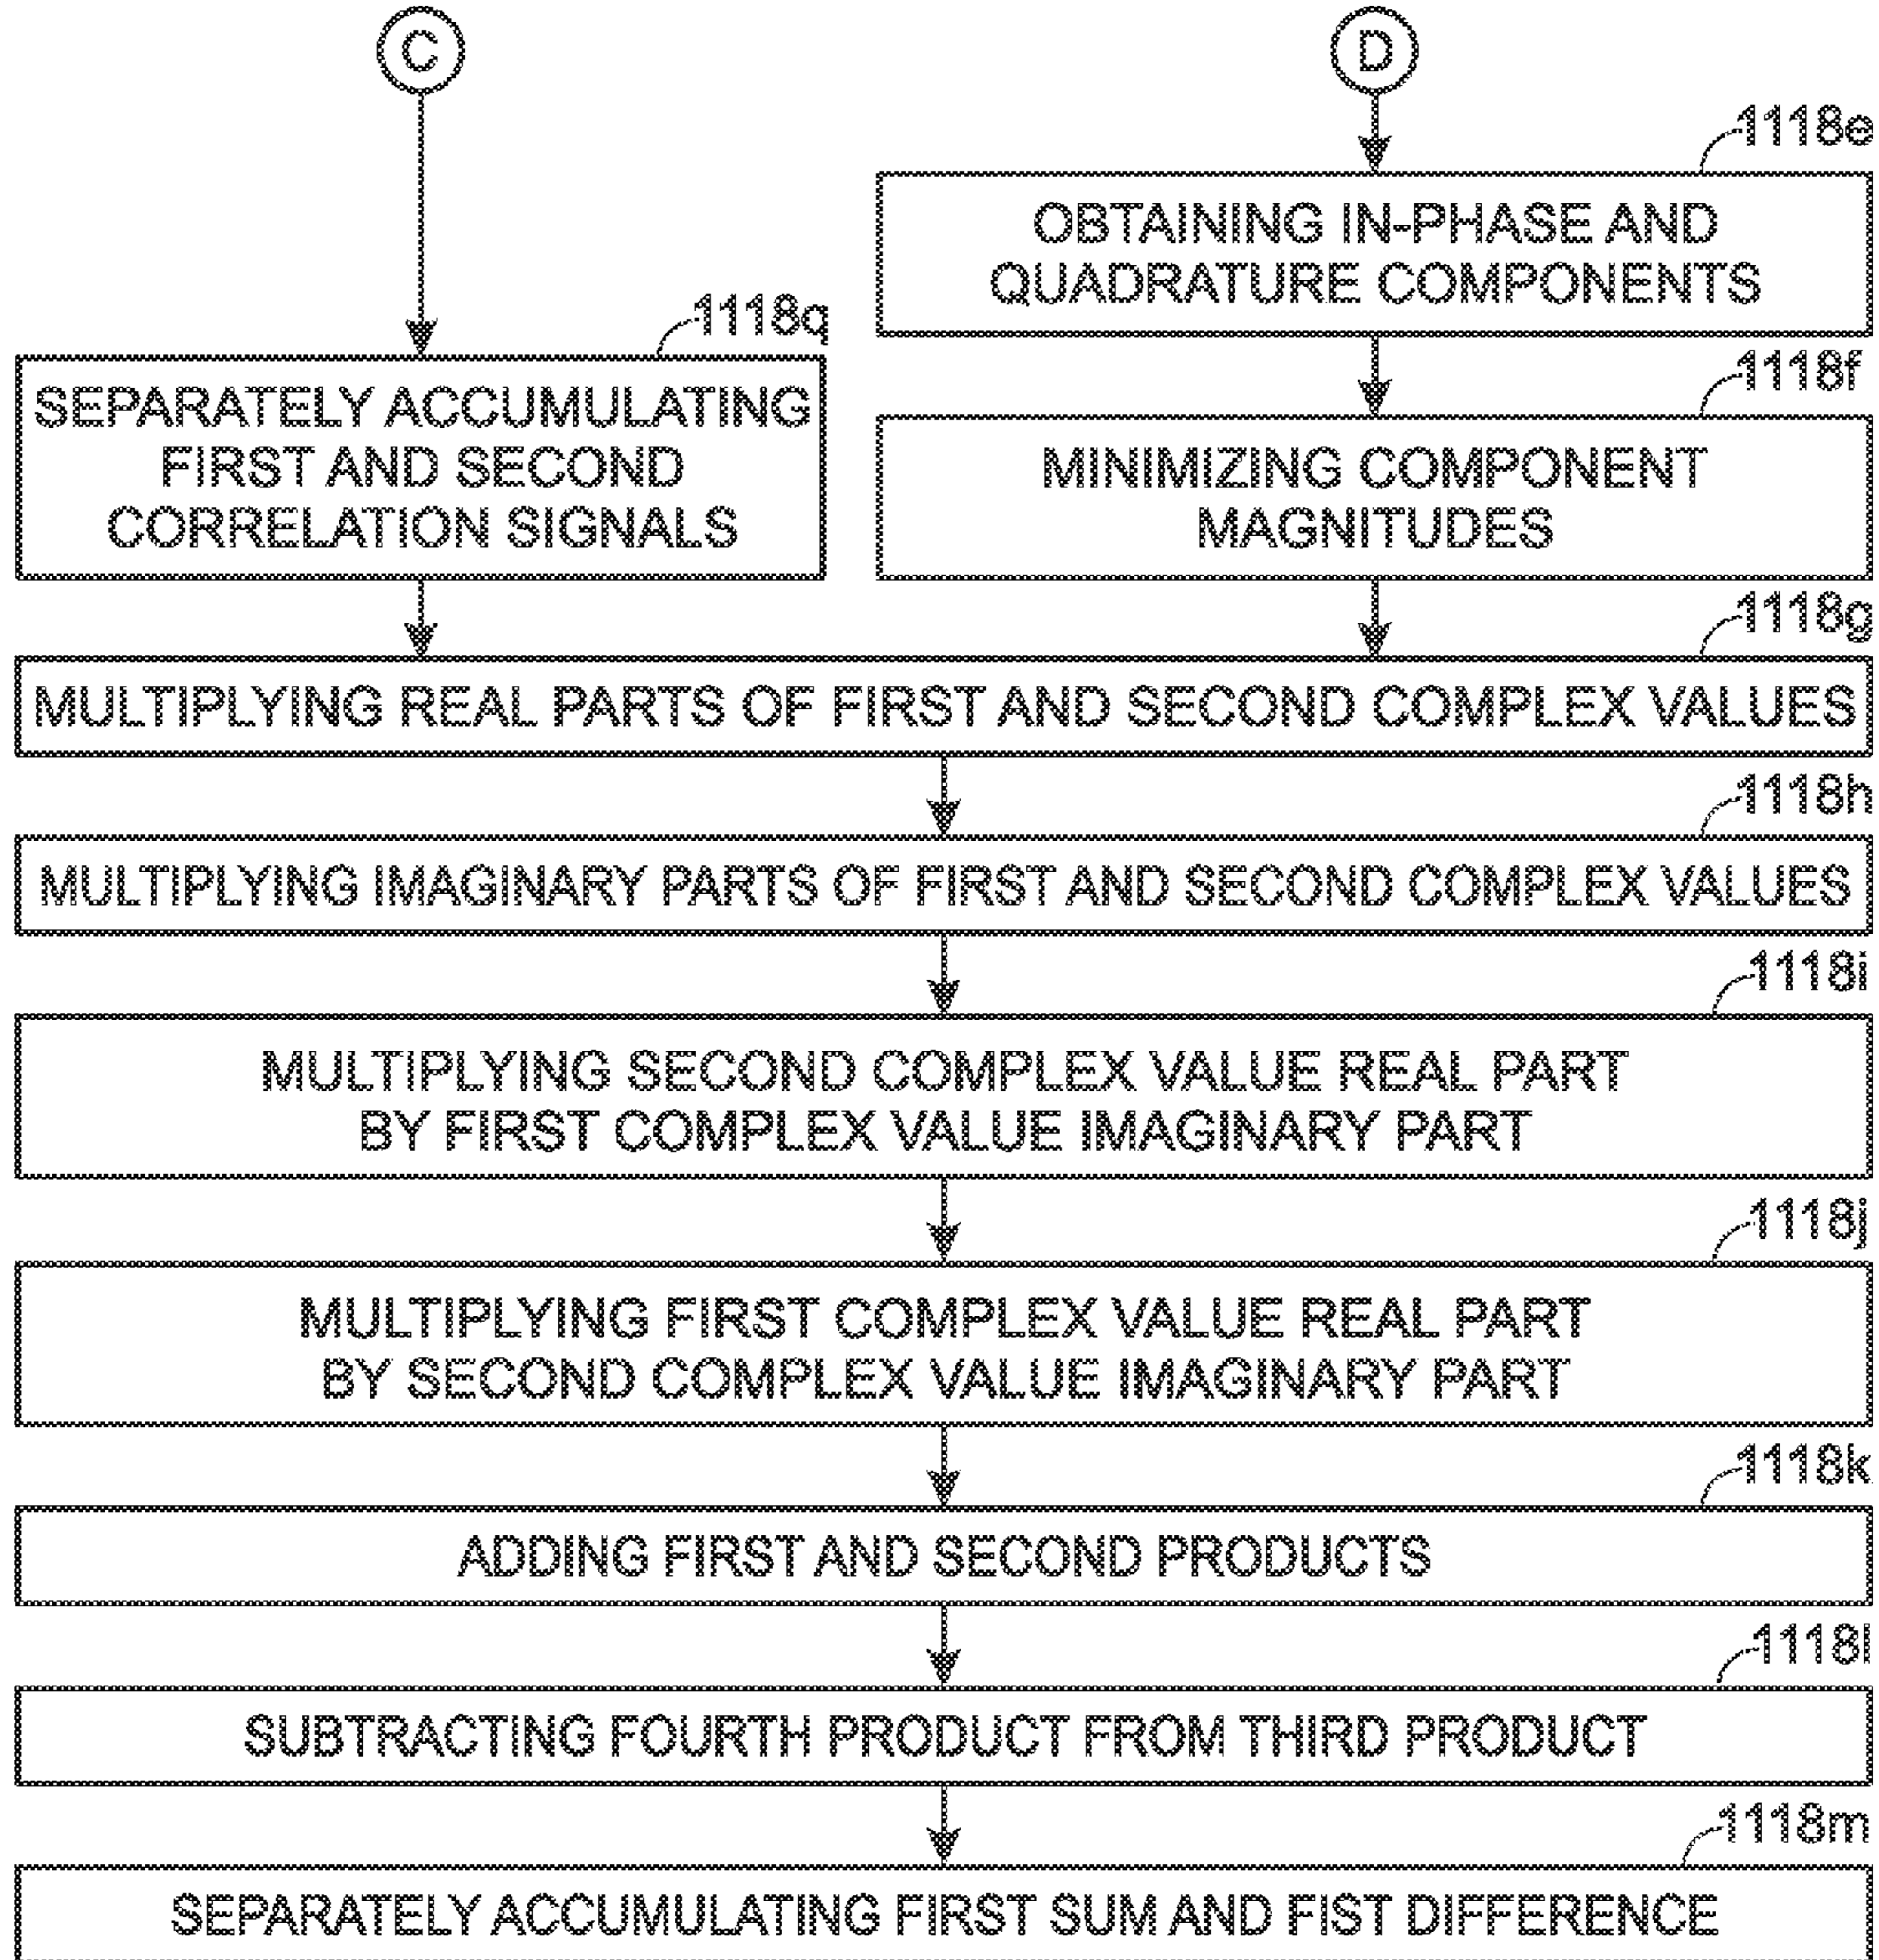 C
D
1118e
OBTAINING IN-PHASE AND
QUADRATURE COMPONENTS
1118q
SEPARATELY ACCUMULATING
FIRST AND SECOND
CORRELATION SIGNALS
1118f
MINIMIZING COMPONENT
MAGNITUDES
1118g
MULTIPLYING REAL PARTS OF FIRST AND SECOND COMPLEX VALUES
1118h
MULTIPLYING IMAGINARY PARTS OF FIRST AND SECOND COMPLEX VALUES
1118i
MULTIPLYING SECOND COMPLEX VALUE REAL PART
BY FIRST COMPLEX VALUE IMAGINARY PART
1118j
MULTIPLYING FIRST COMPLEX VALUE REAL PART
BY SECOND COMPLEX VALUE IMAGINARY PART
1118k
ADDING FIRST AND SECOND PRODUCTS
1118l
SUBTRACTING FOURTH PRODUCT FROM THIRD PRODUCT
1118m
SEPARATELY ACCUMULATING FIRST SUM AND FIST DIFFERENCE